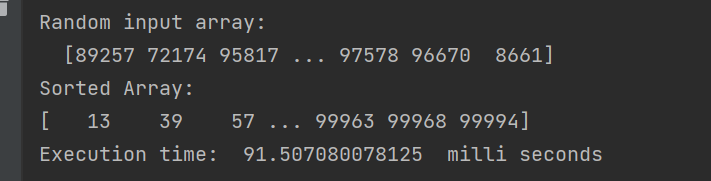 Random input array:
[89257 72174 95817 ... 97578 96670  8661]
Sorted Array:
[   13    39    57 ... 99963 99968 99994]
Execution time:  91.507080078125  milli seconds